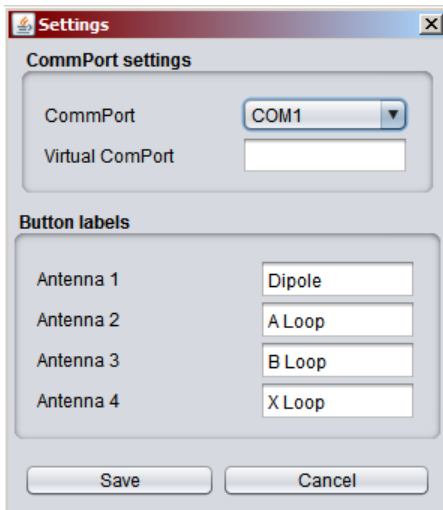 Settings
CommPort settings
CommPort COM1
Virtual ComPort
Button labels
Antenna 1 Dipole
Antenna 2 A Loop
Antenna 3 B Loop
Antenna 4 X Loop
Save Cancel